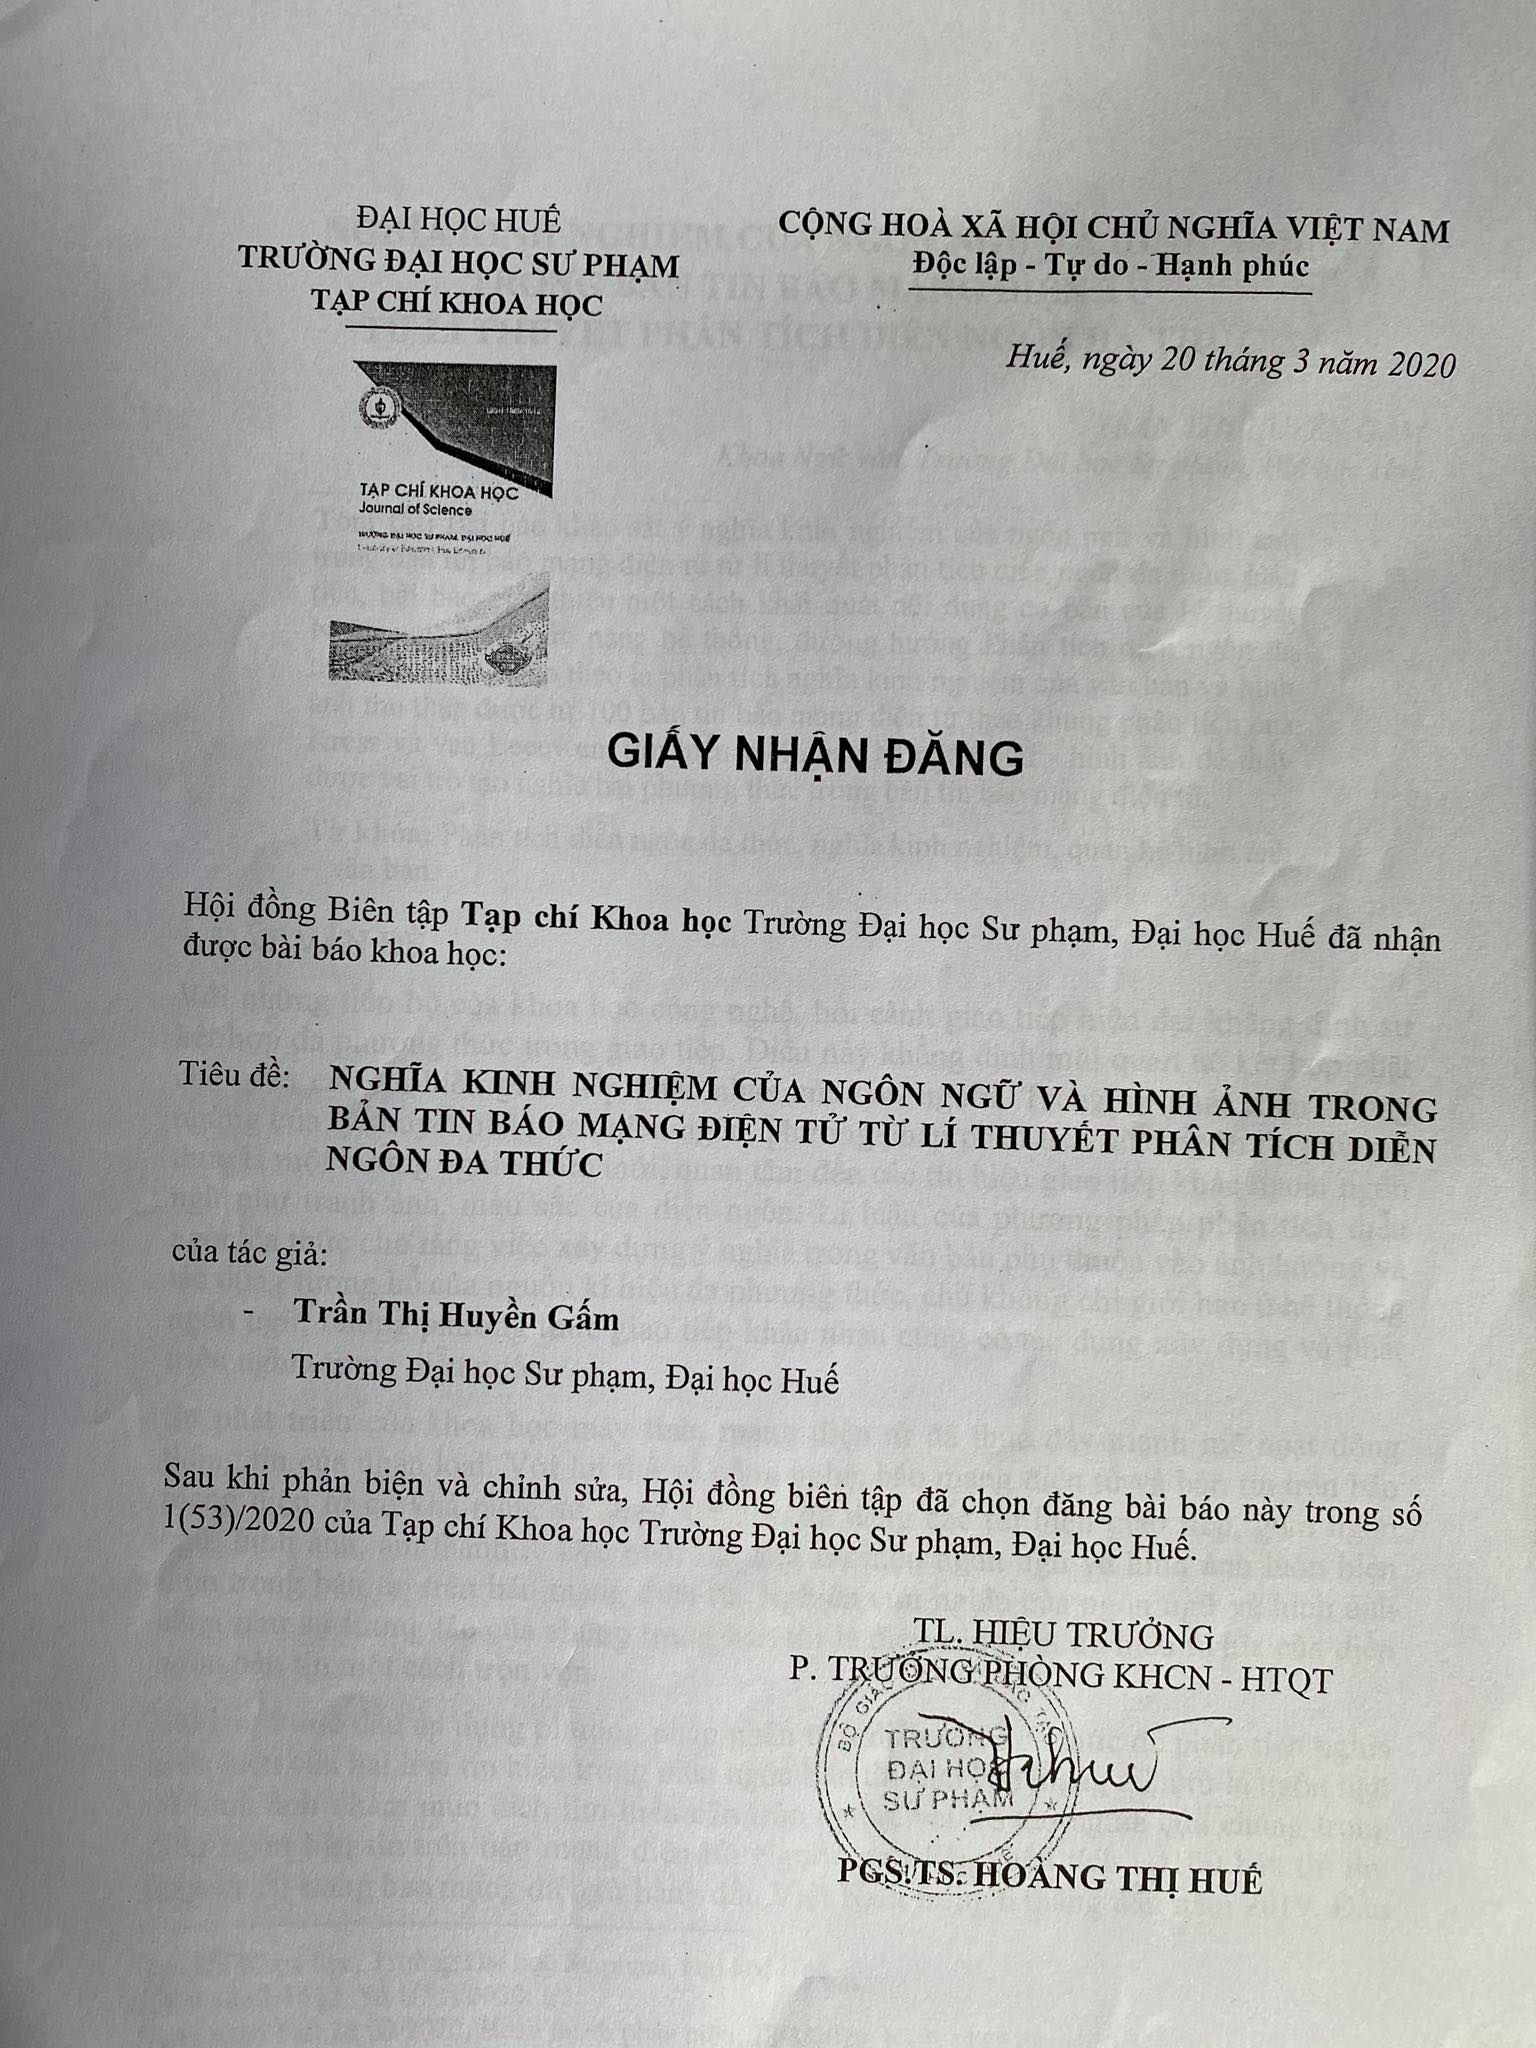 ĐẠI HỌC HUẾ
TRƯỜNG ĐẠI HỌC SƯ PHẠM
TẠP CHÍ KHOA HỌC
CỘNG HOÀ XÃ HỘI CHỦ NGHĨA VIỆT NAM
Độc lập - Tự do - Hạnh phúc
Huế, ngày 20 tháng 3 năm 2020
TẠP CHÍ KHOA HỌC
Journal of Science
TRƯỜNG ĐẠI HỌC SƯ PHẠM, ĐẠI HỌC HUẾ
GIẤY NHẬN ĐĂNG
Hội đồng Biên tập Tạp chí Khoa học Trường Đại học Sư phạm, Đại học Huế đã nhận
được bài báo khoa học:
Tiêu đề: NGHĨA KINH NGHIỆM CỦA NGÔN NGỮ VÀ HÌNH ẢNH TRONG
BẢN TIN BÁO MẠNG ĐIỆN TỬ TỪ LÍ THUYẾT PHÂN TÍCH DIỄN
NGÔN ĐA THỨC
của tác giả:
- Trần Thị Huyền Gấm
Trường Đại học Sư phạm, Đại học Huế
Sau khi phản biện và chỉnh sửa, Hội đồng biên tập đã chọn đăng bài báo này trong số
1(53)/2020 của Tạp chí Khoa học Trường Đại học Sư phạm, Đại học Huế.
TL. HIỆU TRƯỞNG
P. TRƯỞNG PHÒNG KHCN - HTQT
TRƯỜNG
ĐẠI HỌC
SƯ PHẠM
PGS.TS. HOÀNG THỊ HUẾ